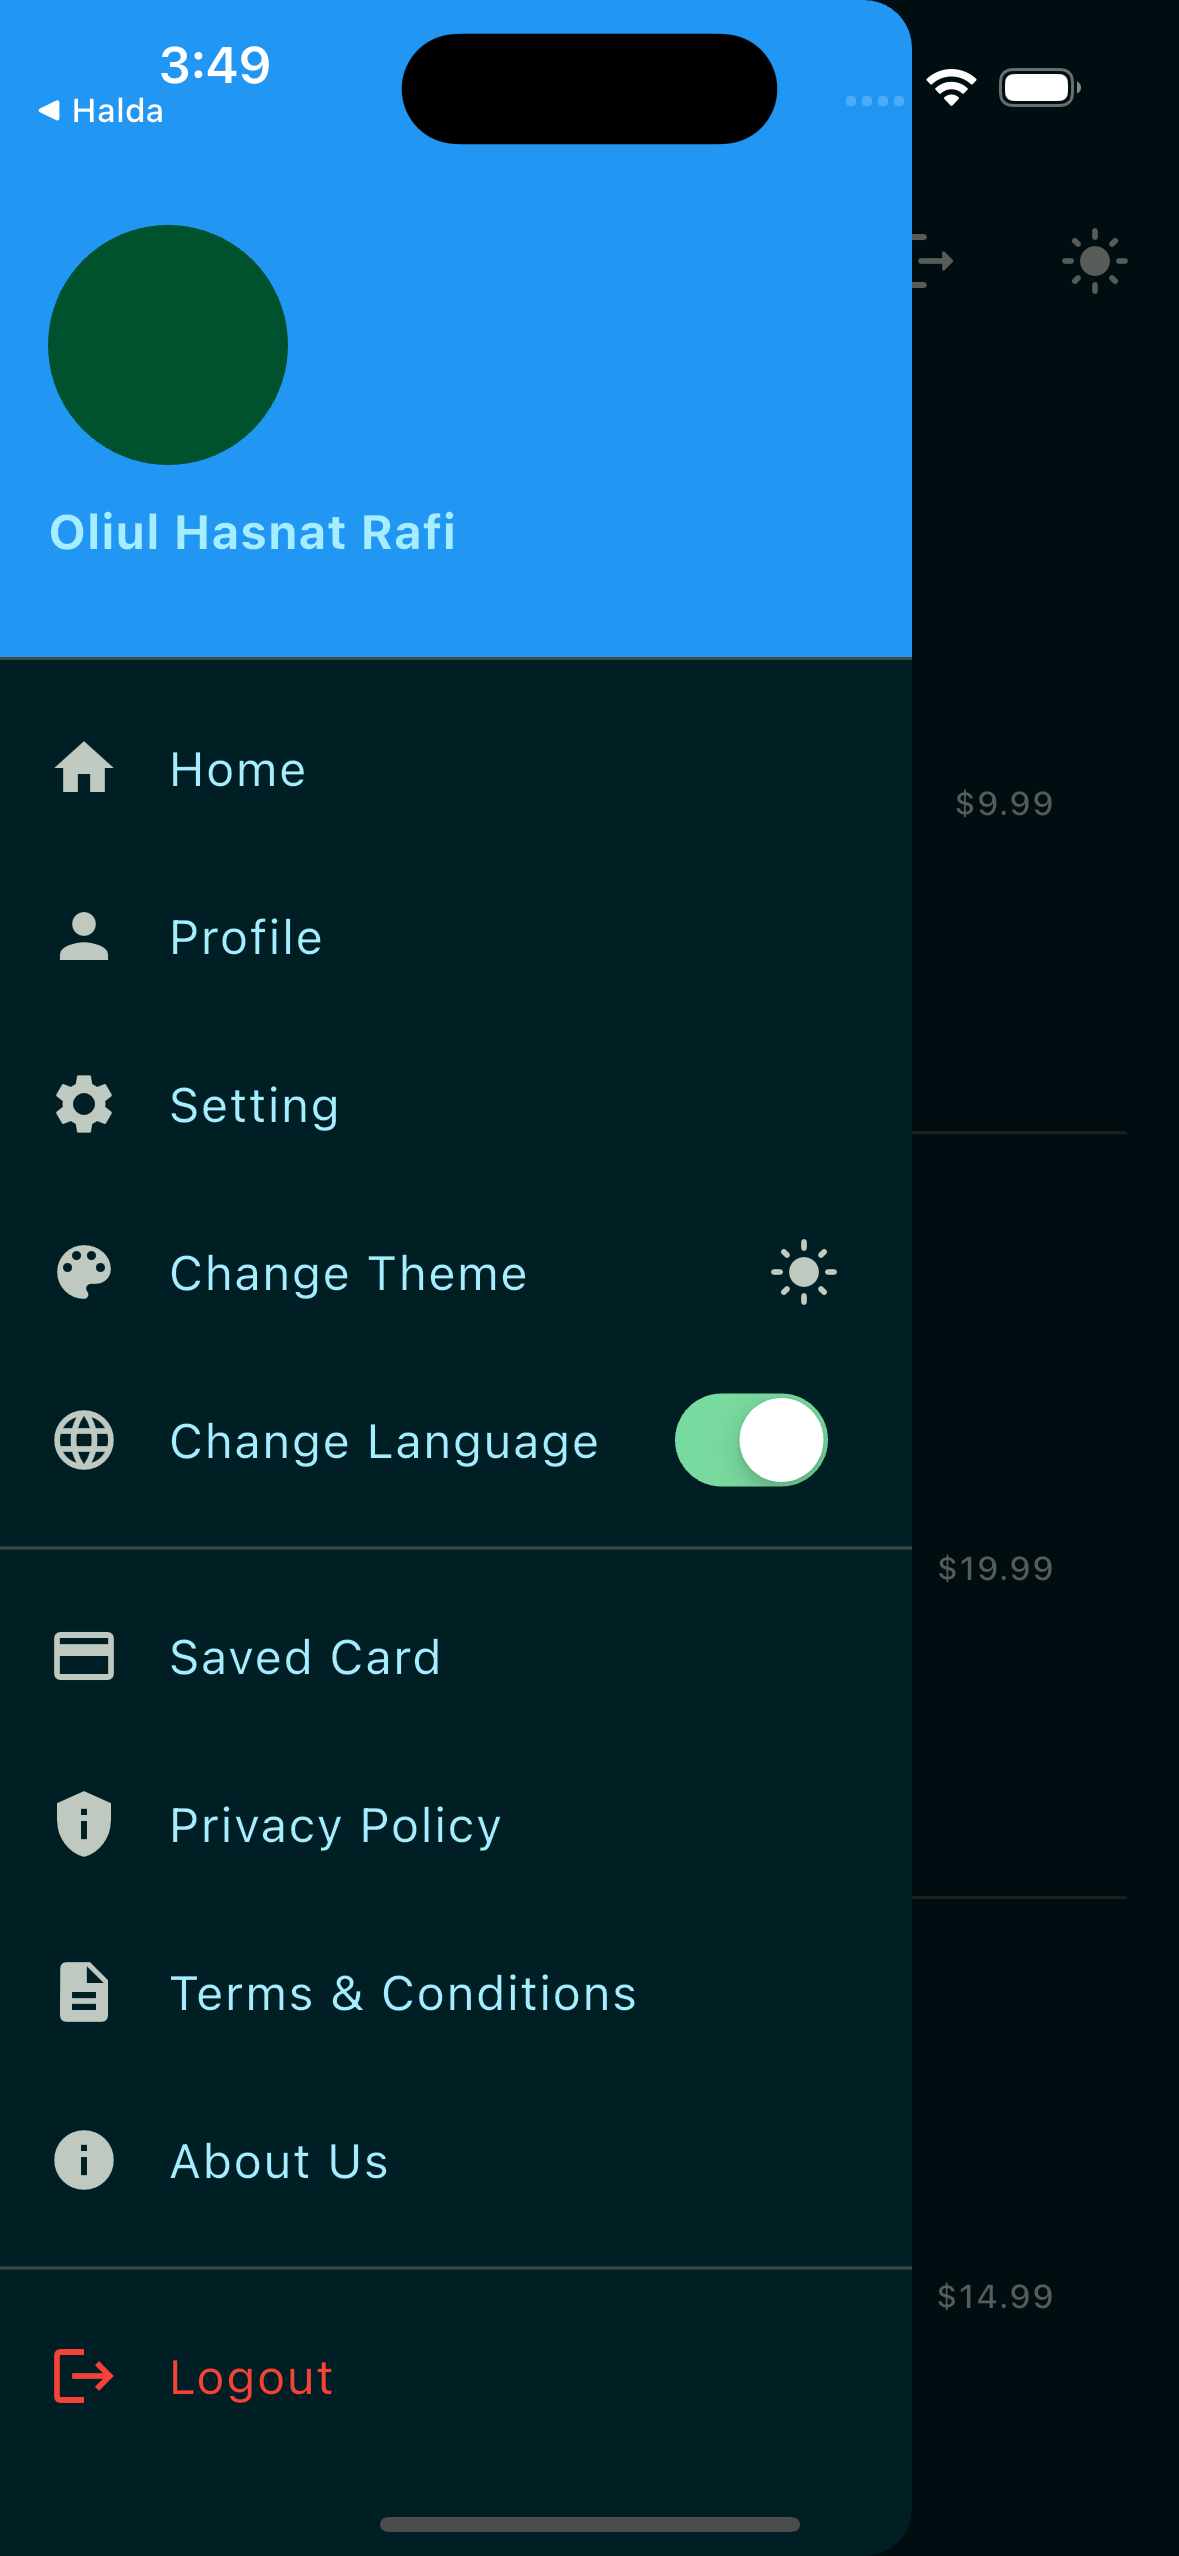 3:49
Halda
Oliul Hasnat Rafi
Home
$9.99
Profile
Setting
Change Theme
Change Language
$19.99
Saved Card
Privacy Policy
Terms & Conditions
About Us
$14.99
Logout